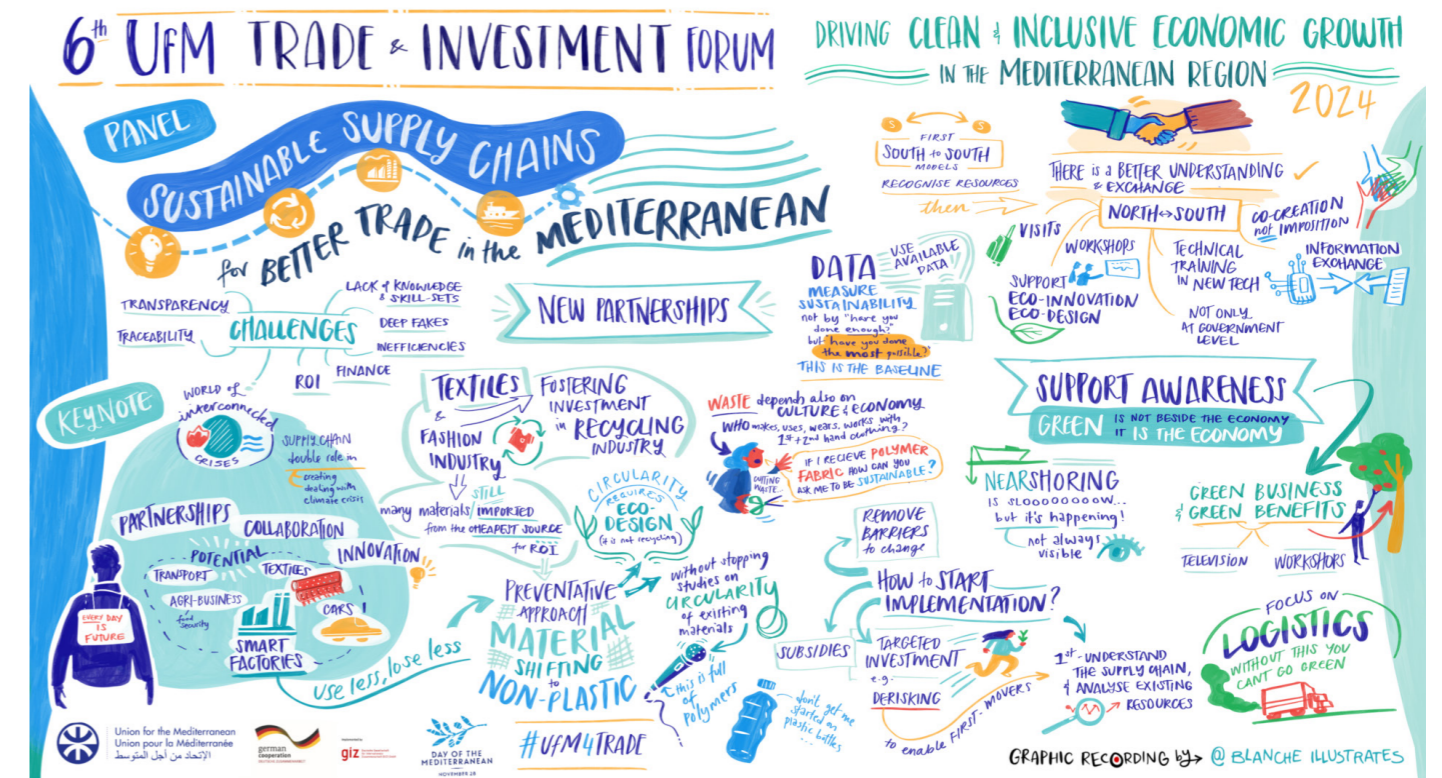 6th UfM TRADE & INVESTMENT FORUM
DRIVING CLEAN & INCLUSIVE ECONOMIC GROWTH
IN THE MEDITERRANEAN REGION
2024
PANEL
SUSTAINABLE SUPPLY CHAINS
for BETTER TRADE in the MEDITERRANEAN
CHALLENGES
TRANSPARENCY
TRACEABILITY
LACK of KNOWLEDGE
& SKILL-SETS
DEEP FAKES
INEFFICIENCIES
FINANCE
ROI
NEW PARTNERSHIPS
KEYNOTE
WORLD of
interconnected
CRISES
SUPPLY CHAIN
double role in
creating
dealing with
climate crisis
PARTNERSHIPS
COLLABORATION
INNOVATION
POTENTIAL
TRANSPORT
TEXTILES
AGRI-BUSINESS
& food
security
CARS
SMART
FACTORIES
EVERY DAY
IS
FUTURE
use less, lose less
TEXTILES
&
FASHION
INDUSTRY
FOSTERING
INVESTMENT
in RECYCLING
INDUSTRY
many materials STILL IMPORTED
from the CHEAPEST SOURCE
for ROI
CIRCULARITY
REQUIRES
ECO-
DESIGN
(it is not recycling)
PREVENTATIVE
APPROACH
MATERIAL
SHIFTING
to
NON-PLASTIC
#UfM4TRADE
without stopping
studies on
CIRCULARITY
of existing
materials
this is full
of
polymers
don't get me
started on
plastic bottles
...
DATA
USE
AVAILABLE
DATA
MEASURE
SUSTAINABILITY
not by "have you
done enough?"
but "have you done
the most possible?"
THIS IS THE BASELINE
WASTE depends also on
CULTURE & ECONOMY
WHO makes, uses, wears, works with
1st + 2nd hand clothing?
CUTTING
WASTE
IF I RECIEVE POLYMER
FABRIC HOW CAN YOU
ASK ME TO BE SUSTAINABLE?
FIRST
SOUTH to SOUTH
MODELS
RECOGNISE RESOURCES
then
THERE is a BETTER UNDERSTANDING
& EXCHANGE
NORTH ↔ SOUTH
VISITS
WORKSHOPS
SUPPORT
ECO-INNOVATION
ECO-DESIGN
TECHNICAL
TRAINING
IN NEW TECH
NOT ONLY
AT GOVERNMENT
LEVEL
CO-CREATION
not IMPOSITION
INFORMATION
EXCHANGE
SUPPORT AWARENESS
GREEN IS NOT BESIDE THE ECONOMY
IT IS THE ECONOMY
NEARSHORING
IS SLOOOOOOOOW...
but it's happening!
not always
visible
GREEN BUSINESS
& GREEN BENEFITS
TELEVISION
WORKSHOPS
REMOVE
BARRIERS
to change
HOW to START
IMPLEMENTATION?
SUBSIDIES
TARGETED
INVESTMENT
e.g.
DERISKING
to enable FIRST-MOVERS
1st - UNDERSTAND
THE SUPPLY CHAIN,
& ANALYSE EXISTING
RESOURCES
FOCUS ON
LOGISTICS
WITHOUT THIS YOU
CANT GO GREEN
Union for the Mediterranean
Union pour la Méditerranée
الإتحاد من أجل المتوسط
german
cooperation
giz
DAY OF THE
MEDITERRANEAN
NOVEMBER 28
GRAPHIC RECORDING by → @ BLANCHE ILLUSTRATES